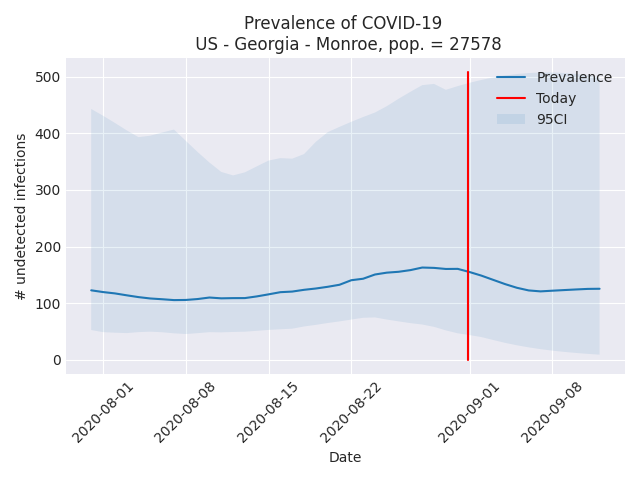 Prevalence of COVID-19
US - Georgia - Monroe, pop. = 27578
500
400
300
200
100
0
# undetected infections
Prevalence
Today
95CI
2020-08-01
2020-08-08
2020-08-15
2020-08-22
2020-09-01
2020-09-08
Date